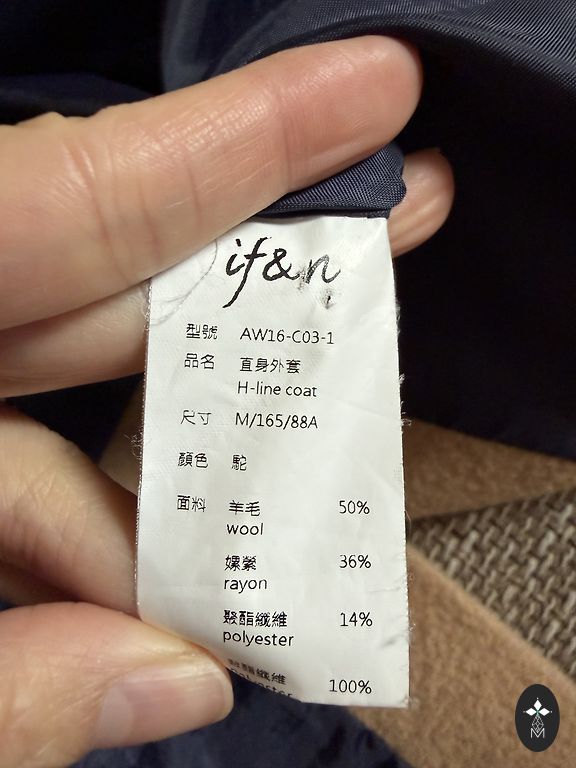 if&n
型號 AW16-C03-1
品名 直身外套
H-line coat
尺寸 M/165/88A
顏色 駝
面料 羊毛 50%
wool
嫘縈 36%
rayon
聚酯纖維 14%
polyester
纖維 100%
M